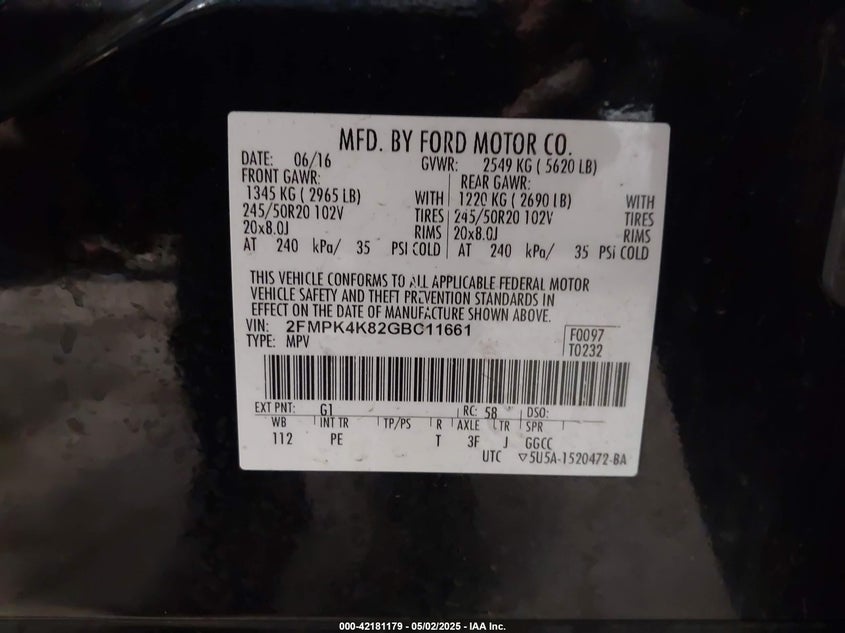 MFD. BY FORD MOTOR CO.
DATE: 06/16 GVWR: 2549 KG ( 5620 LB)
FRONT GAWR: REAR GAWR:
1345 KG ( 2965 LB) WITH 1220 KG ( 2690 LB) WITH
245/50R20 102V TIRES 245/50R20 102V TIRES
20x8.0J RIMS 20x8.0J RIMS
AT 240 kPa/ 35 PSI COLD AT 240 kPa/ 35 PSi COLD
THIS VEHICLE CONFORMS TO ALL APPLICABLE FEDERAL MOTOR
VEHICLE SAFETY AND THEFT PREVENTION STANDARDS IN
EFFECT ON THE DATE OF MANUFACTURE SHOWN ABOVE.
VIN: 2FMPK4K82GBC11661 F0097
TYPE: MPV T0232
EXT PNT: G1 RC: 58 DSO:
WB INT TR TP/PS R AXLE TR SPR
112 PE T 3F J GGCC
UTC ▽5U5A-1520472-BA
000-42181179 - 05/02/2025 - IAA Inc.